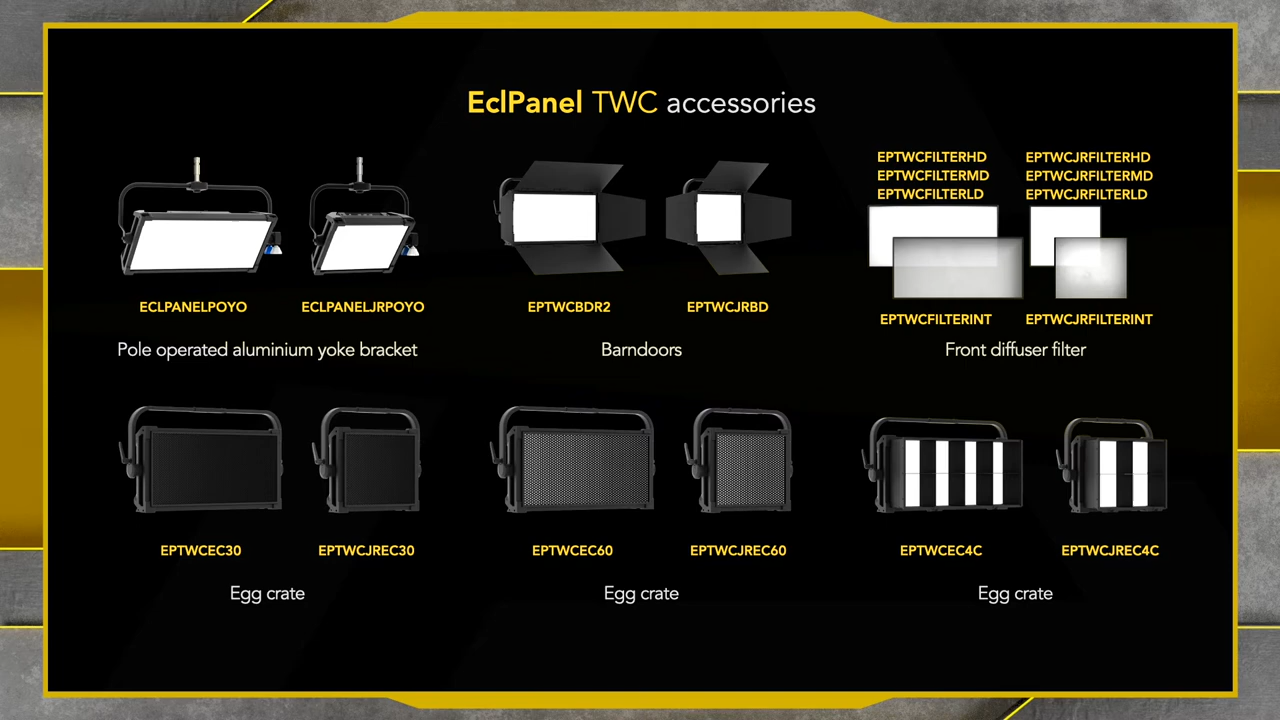 EclPanel TWC accessories
EPTWCFILTERHD
EPTWCFILTERMD
EPTWCFILTERLD
EPTWCJRFILTERHD
EPTWCJRFILTERMD
EPTWCJRFILTERLD
ECLPANELPOYO
ECLPANELJRPOYO
EPTWCBDR2
EPTWCJRBD
EPTWCFILTERINT
EPTWCJRFILTERINT
Pole operated aluminium yoke bracket
Barndoors
Front diffuser filter
EPTWCEC30
EPTWCJREC30
EPTWCEC60
EPTWCJREC60
EPTWCEC4C
EPTWCJREC4C
Egg crate
Egg crate
Egg crate